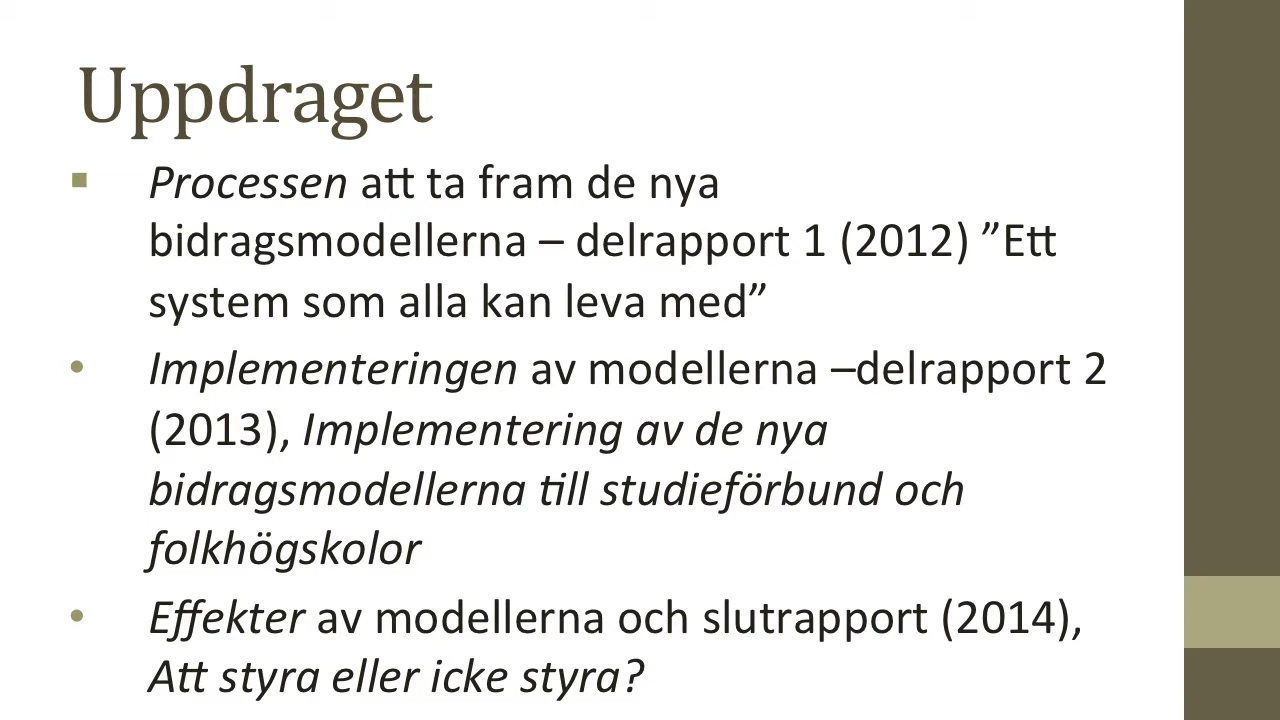 Uppdraget
▪ Processen att ta fram de nya
bidragsmodellerna – delrapport 1 (2012) ”Ett
system som alla kan leva med”
• Implementeringen av modellerna –delrapport 2
(2013), Implementering av de nya
bidragsmodellerna till studieförbund och
folkhögskolor
• Effekter av modellerna och slutrapport (2014),
Att styra eller icke styra?